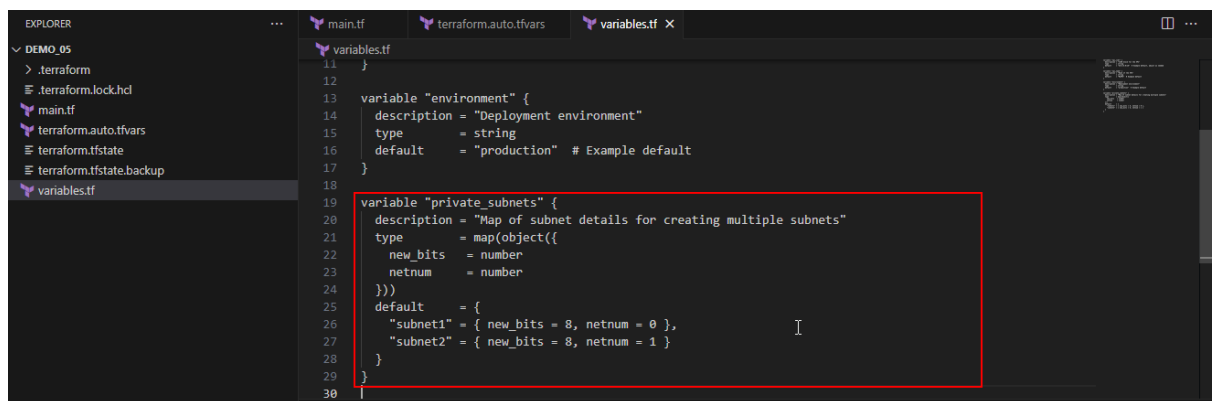 EXPLORER
...
main.tf
terraform.auto.tfvars
variables.tf
...
DEMO_05
.terraform
.terraform.lock.hcl
main.tf
terraform.auto.tfvars
terraform.tfstate
terraform.tfstate.backup
variables.tf
variables.tf
11 }
12
13 variable "environment" {
14   description = "Deployment environment"
15   type        = string
16   default     = "production"  # Example default
17 }
18
19 variable "private_subnets" {
20   description = "Map of subnet details for creating multiple subnets"
21   type        = map(object({
22     new_bits   = number
23     netnum     = number
24   }))
25   default     = {
26     "subnet1" = { new_bits = 8, netnum = 0 },
27     "subnet2" = { new_bits = 8, netnum = 1 }
28   }
29 }
30